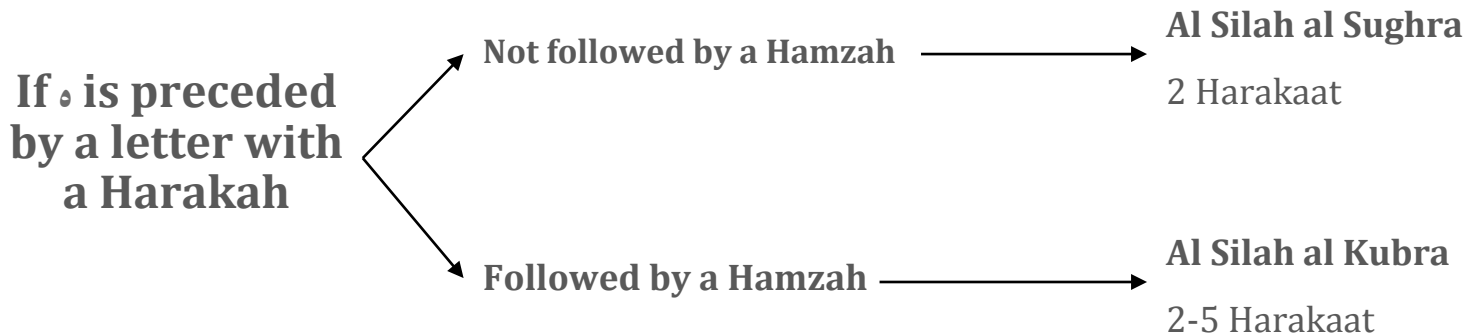 If ه is preceded
by a letter with
a Harakah
Not followed by a Hamzah
Al Silah al Sughra
2 Harakaat
Followed by a Hamzah
Al Silah al Kubra
2-5 Harakaat